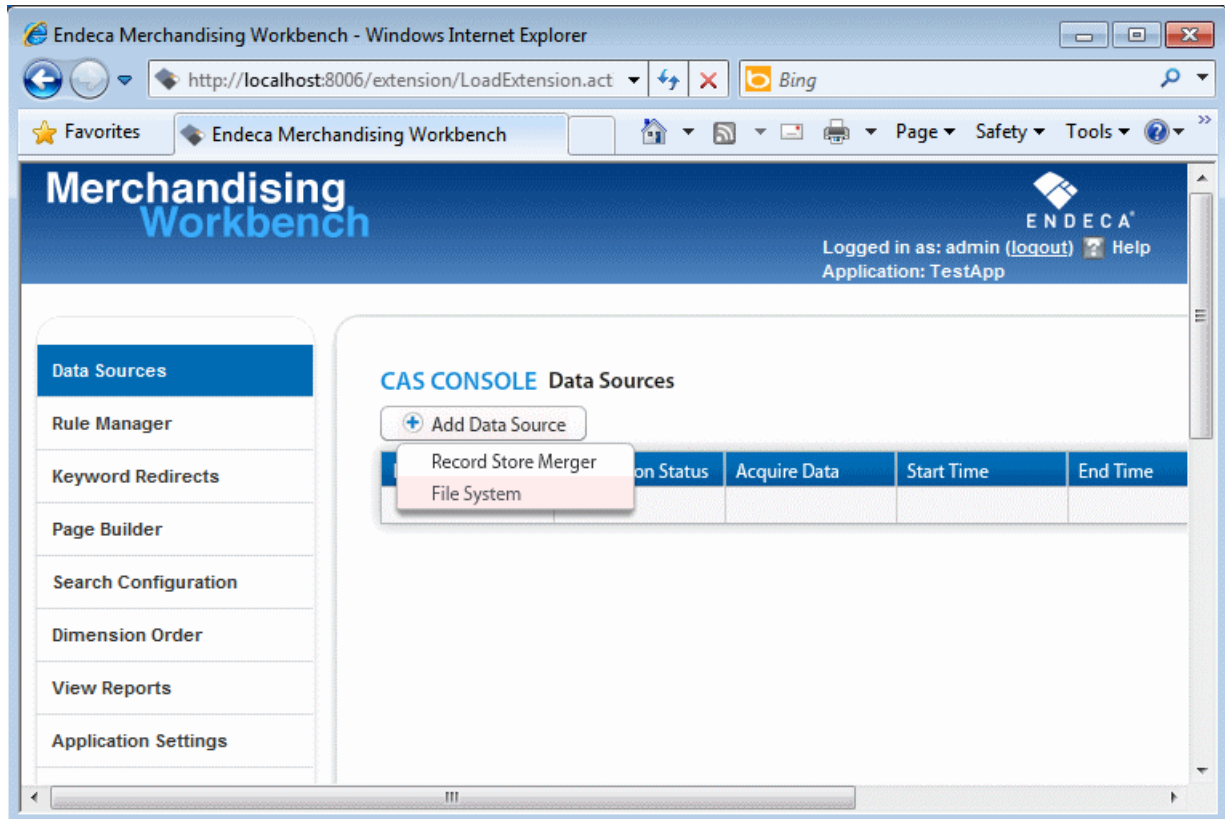 Endeca Merchandising Workbench - Windows Internet Explorer
http://localhost:8006/extension/LoadExtension.act
Bing
Favorites
Endeca Merchandising Workbench
Page
Safety
Tools
Merchandising
Workbench
ENDECA
Logged in as: admin (logout) Help
Application: TestApp
Data Sources
Rule Manager
Keyword Redirects
Page Builder
Search Configuration
Dimension Order
View Reports
Application Settings
CAS CONSOLE Data Sources
Add Data Source
Record Store Merger
File System
on Status
Acquire Data
Start Time
End Time